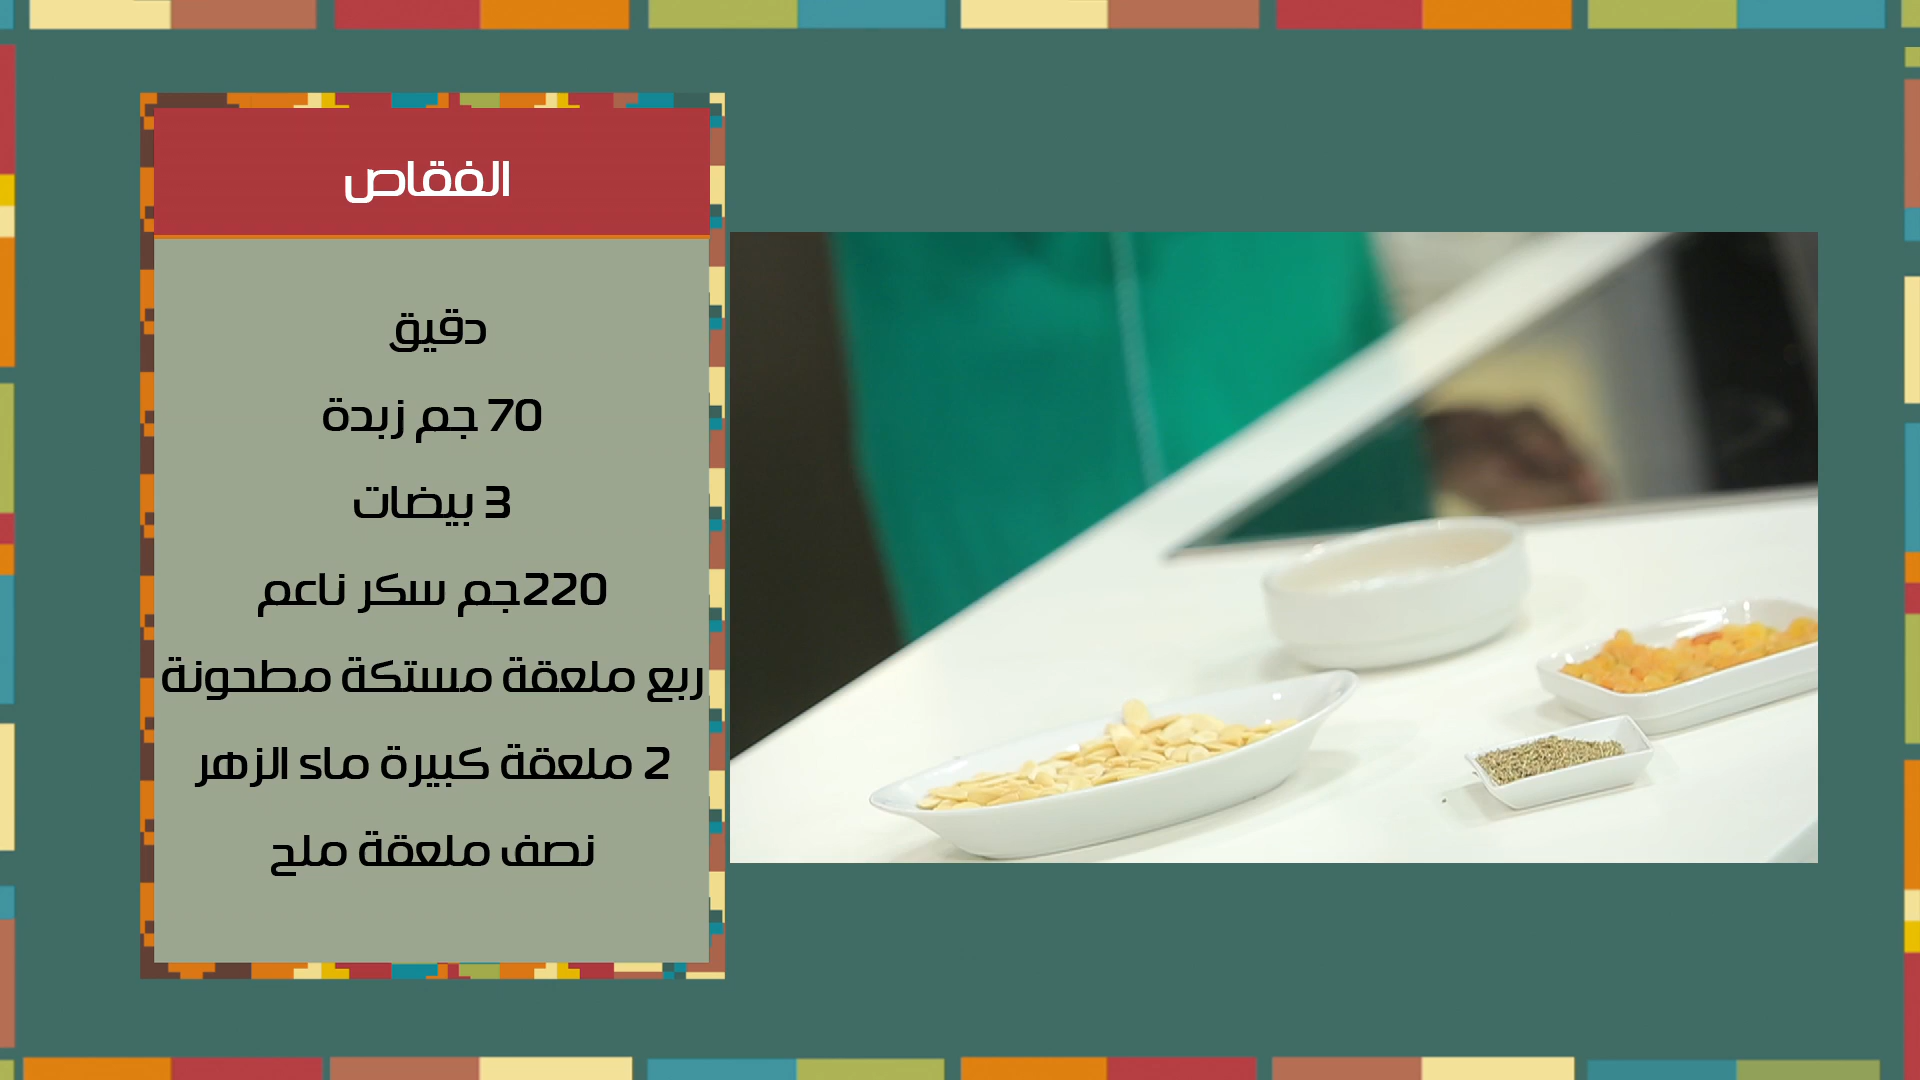 الفقاص
دقيق
70 جم زبدة
3 بيضات
220جم سكر ناعم
ربع ملعقة مستكة مطحونة
2 ملعقة كبيرة ماء الزهر
نصف ملعقة ملح